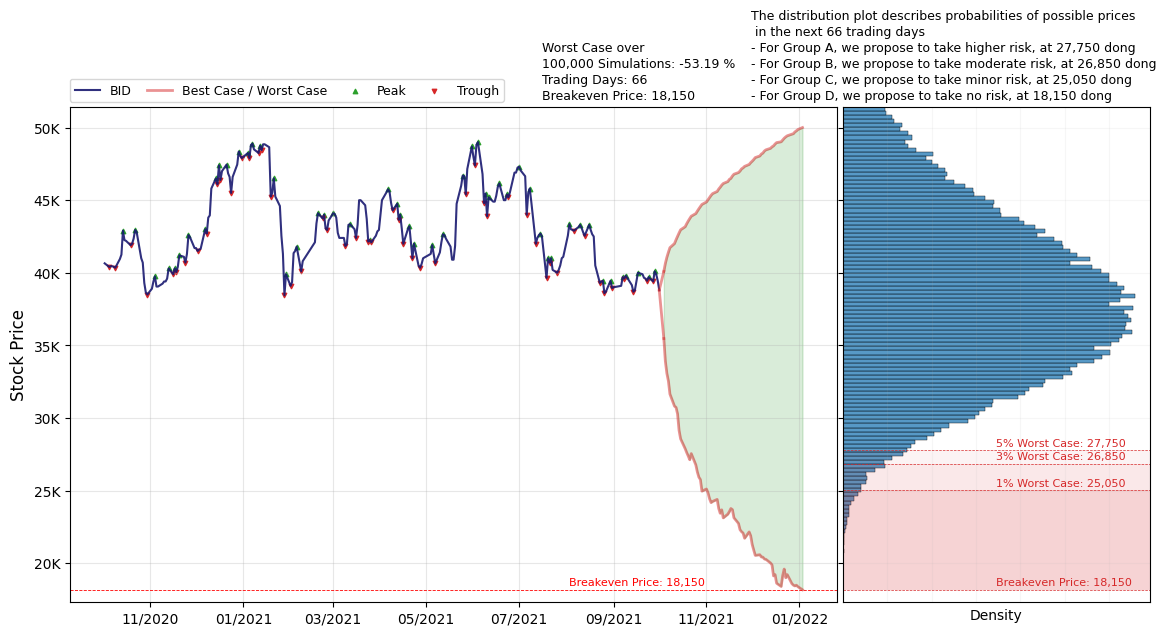 The distribution plot describes probabilities of possible prices
in the next 66 trading days
- For Group A, we propose to take higher risk, at 27,750 dong
- For Group B, we propose to take moderate risk, at 26,850 dong
- For Group C, we propose to take minor risk, at 25,050 dong
- For Group D, we propose to take no risk, at 18,150 dong
Worst Case over
100,000 Simulations: -53.19 %
Trading Days: 66
Breakeven Price: 18,150
BID
Best Case / Worst Case
Peak
Trough
Stock Price
50K
45K
40K
35K
30K
25K
20K
Breakeven Price: 18,150
11/2020
01/2021
03/2021
05/2021
07/2021
09/2021
11/2021
01/2022
5% Worst Case: 27,750
3% Worst Case: 26,850
1% Worst Case: 25,050
Breakeven Price: 18,150
Density